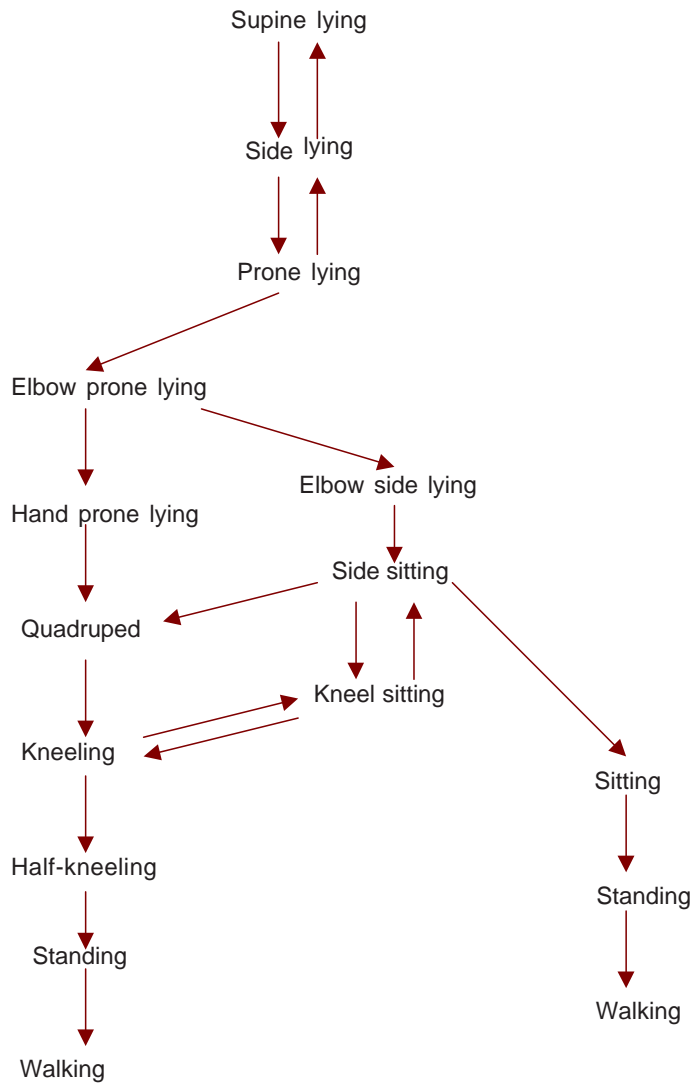 Supine lying
Side lying
Prone lying
Elbow prone lying
Elbow side lying
Hand prone lying
Side sitting
Quadruped
Kneel sitting
Kneeling
Sitting
Half-kneeling
Standing
Standing
Walking
Walking